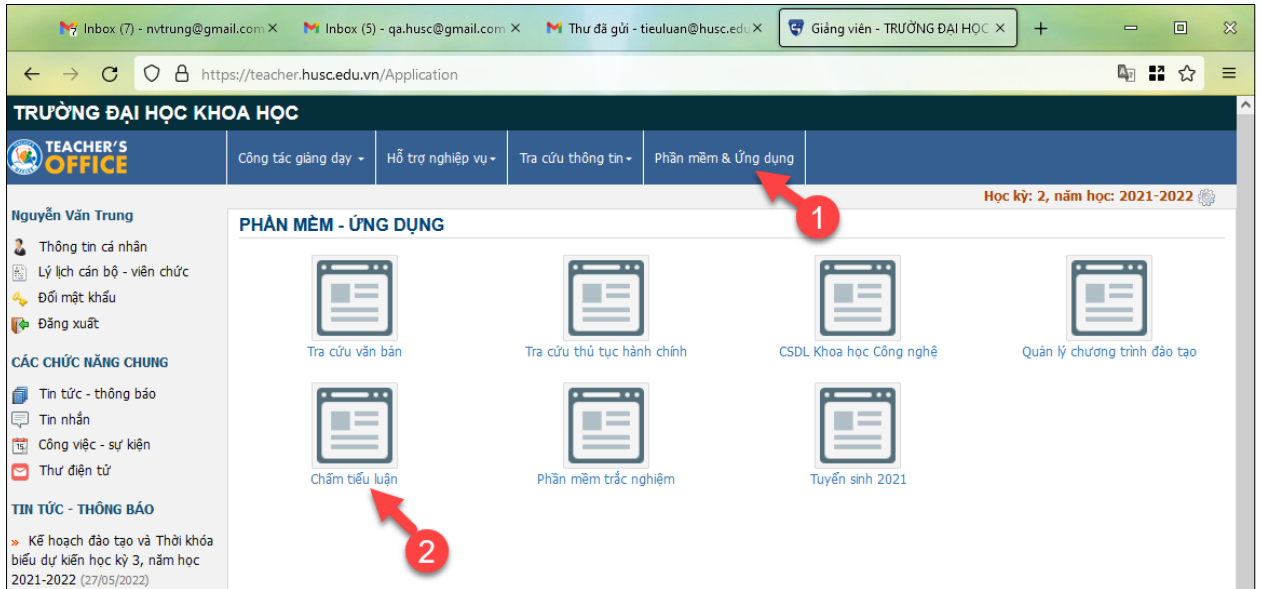 Inbox (7) - nvtrung@gmail.com
Inbox (5) - qa.husc@gmail.com
Thư đã gửi - tieuluan@husc.edu
Giảng viên - TRƯỜNG ĐẠI HỌC
https://teacher.husc.edu.vn/Application
TRƯỜNG ĐẠI HỌC KHOA HỌC
TEACHER'S
OFFICE
Công tác giảng dạy
Hỗ trợ nghiệp vụ
Tra cứu thông tin
Phần mềm & Ứng dụng
1
Học kỳ: 2, năm học: 2021-2022
Nguyễn Văn Trung
Thông tin cá nhân
Lý lịch cán bộ - viên chức
Đổi mật khẩu
Đăng xuất
CÁC CHỨC NĂNG CHUNG
Tin tức - thông báo
Tin nhắn
15
Công việc - sự kiện
Thư điện tử
TIN TỨC - THÔNG BÁO
» Kế hoạch đào tạo và Thời khóa
biểu dự kiến học kỳ 3, năm học
2021-2022 (27/05/2022)
PHẦN MỀM - ỨNG DỤNG
Tra cứu văn bản
Tra cứu thủ tục hành chính
CSDL Khoa học Công nghệ
Quản lý chương trình đào tạo
Chấm tiểu luận
Phần mềm trắc nghiệm
Tuyển sinh 2021
2